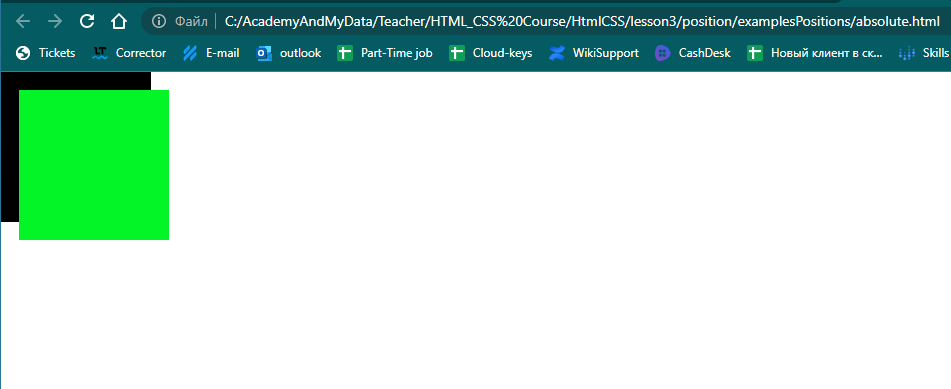 Файл C:/AcademyAndMyData/Teacher/HTML_CSS%20Course/HtmlCSS/lesson3/position/examplesPositions/absolute.html
Tickets LT Corrector E-mail outlook Part-Time job Cloud-keys WikiSupport CashDesk Новый клиент в ск... Skills